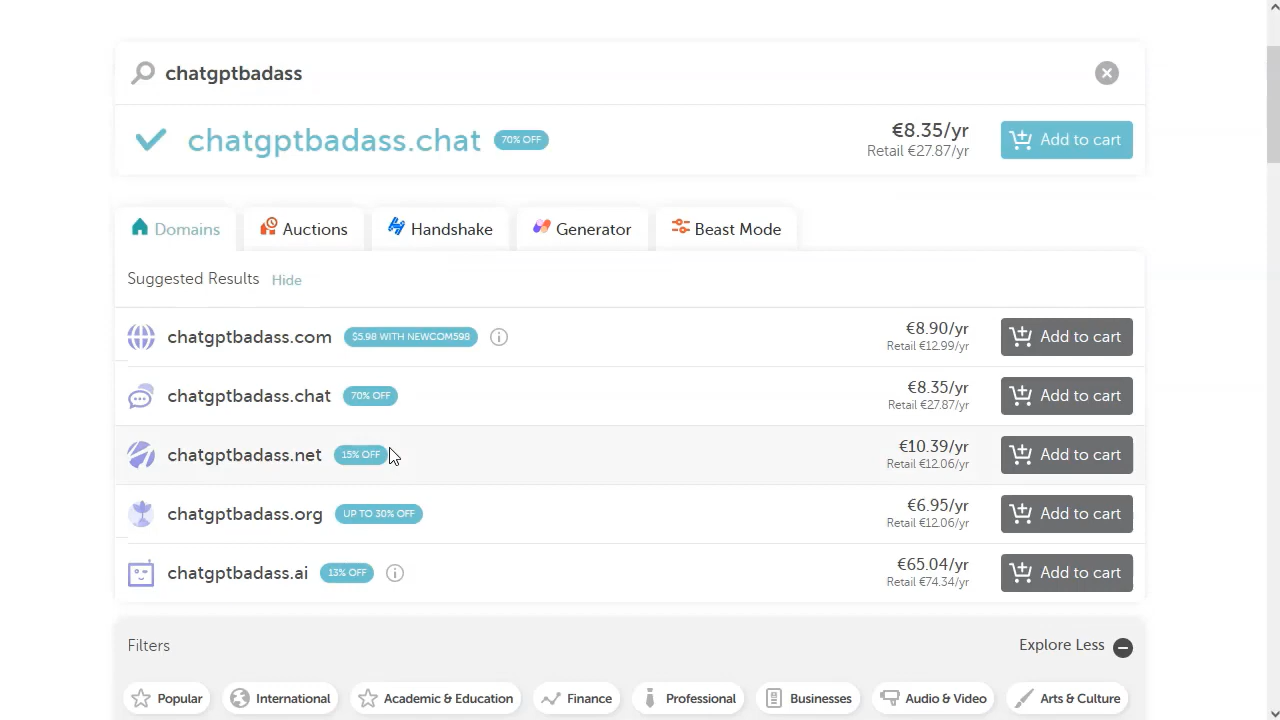 chatgptbadass
chatgptbadass.chat 70% OFF €8.35/yr Add to cart
Retail €27.87/yr
Domains Auctions Handshake Generator Beast Mode
Suggested Results Hide
chatgptbadass.com $5.98 WITH NEWCOM598 €8.90/yr Add to cart
Retail €12.99/yr
chatgptbadass.chat 70% OFF €8.35/yr Add to cart
Retail €27.87/yr
chatgptbadass.net 15% OFF €10.39/yr Add to cart
Retail €12.06/yr
chatgptbadass.org UP TO 30% OFF €6.95/yr Add to cart
Retail €12.06/yr
chatgptbadass.ai 13% OFF €65.04/yr Add to cart
Retail €74.34/yr
Filters Explore Less
Popular International Academic & Education Finance Professional Businesses Audio & Video Arts & Culture